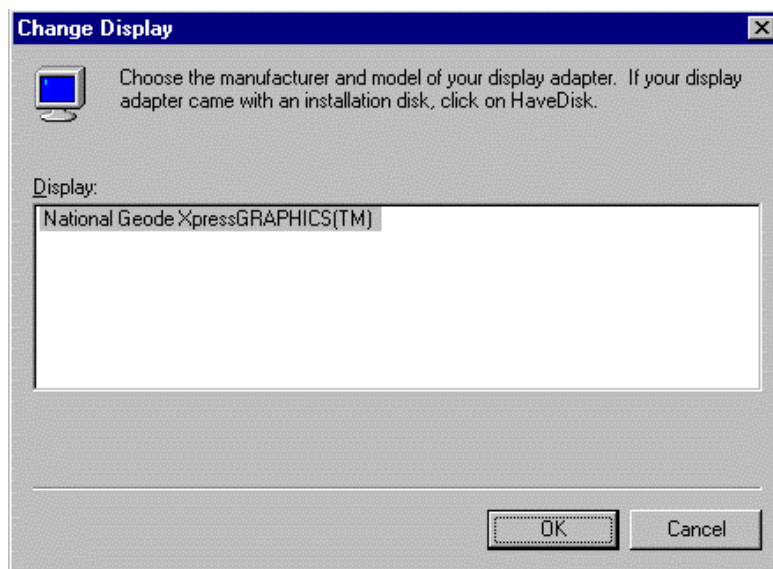 Change Display
Choose the manufacturer and model of your display adapter.  If your display
adapter came with an installation disk, click on HaveDisk.
Display:
National Geode XpressGRAPHICS(TM)
OK
Cancel